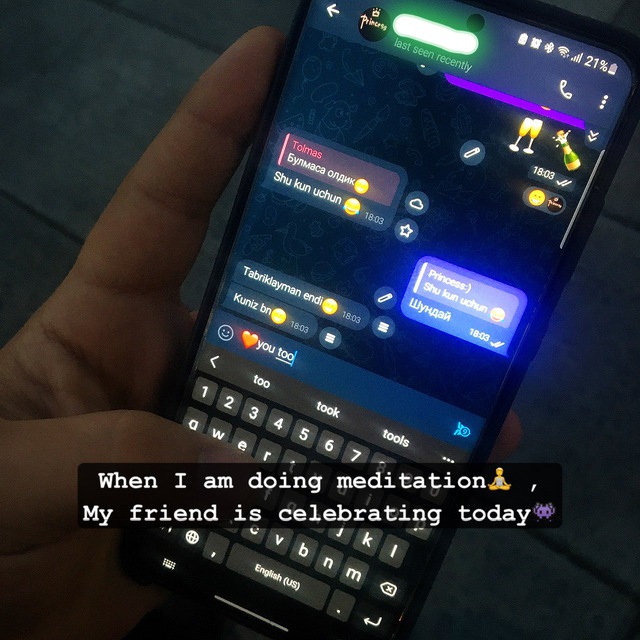 Princess
last seen recently
21%
18:03
Tolmas
Булмаса олдик😄
Shu kun uchun 😄 18:03
Princess:)
Shu kun uchun 😄
Шундай
18:03
Tabriklayman endi😄 18:03
Kuniz bn😄 18:03
❤️you too
too took tools
1 2 3 4 5 6 7
q w e r
When I am doing meditation🧘 ,
My friend is celebrating today👾
j k l
c v b n m
, English (US) .